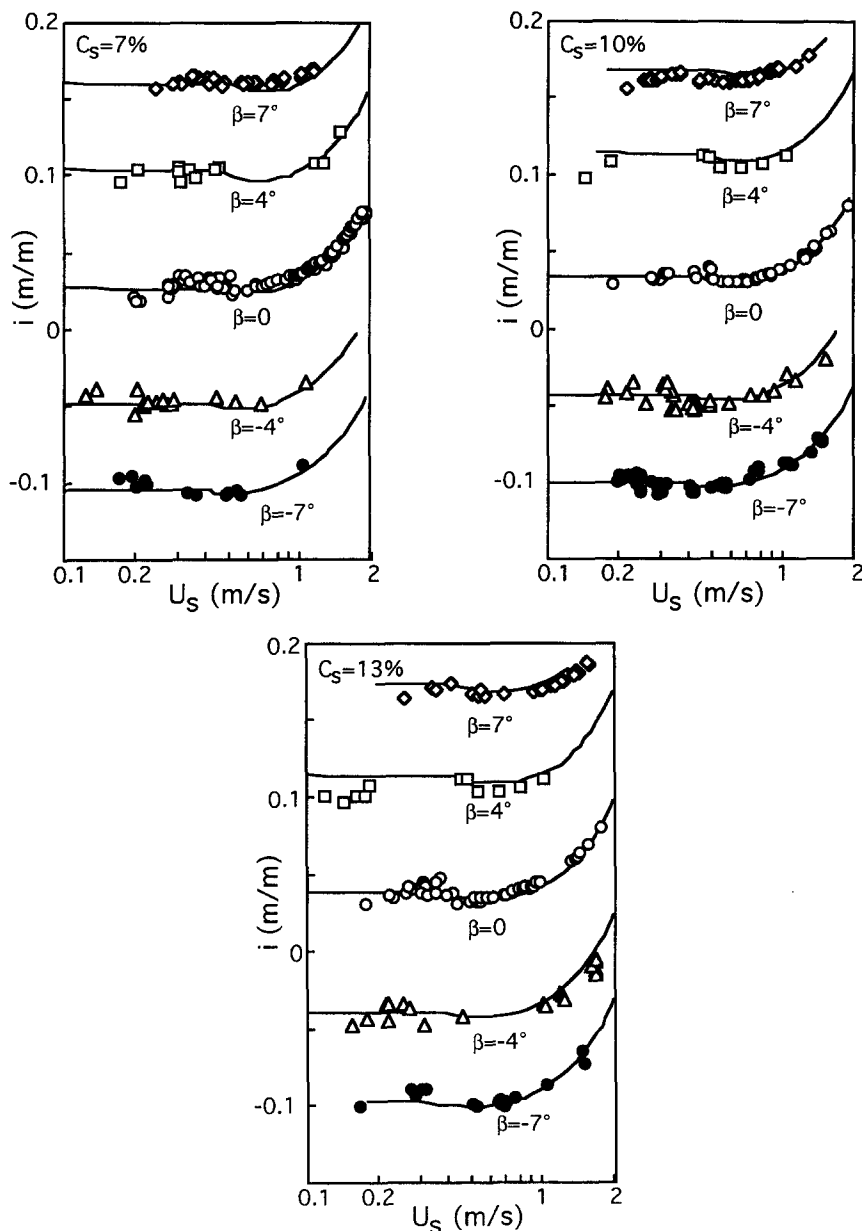 0.2
C_S=7%
β=7°
0.1
β=4°
i (m/m)
β=0
0
β=-4°
-0.1
β=-7°
0.1 0.2 1 2
U_S (m/s)
0.2
C_S=10%
β=7°
0.1
β=4°
i (m/m)
β=0
0
β=-4°
-0.1
β=-7°
0.1 0.2 1 2
U_S (m/s)
0.2
C_S=13%
β=7°
0.1
β=4°
β=0
i (m/m)
0
β=-4°
-0.1
β=-7°
0.1 0.2 1 2
U_S (m/s)